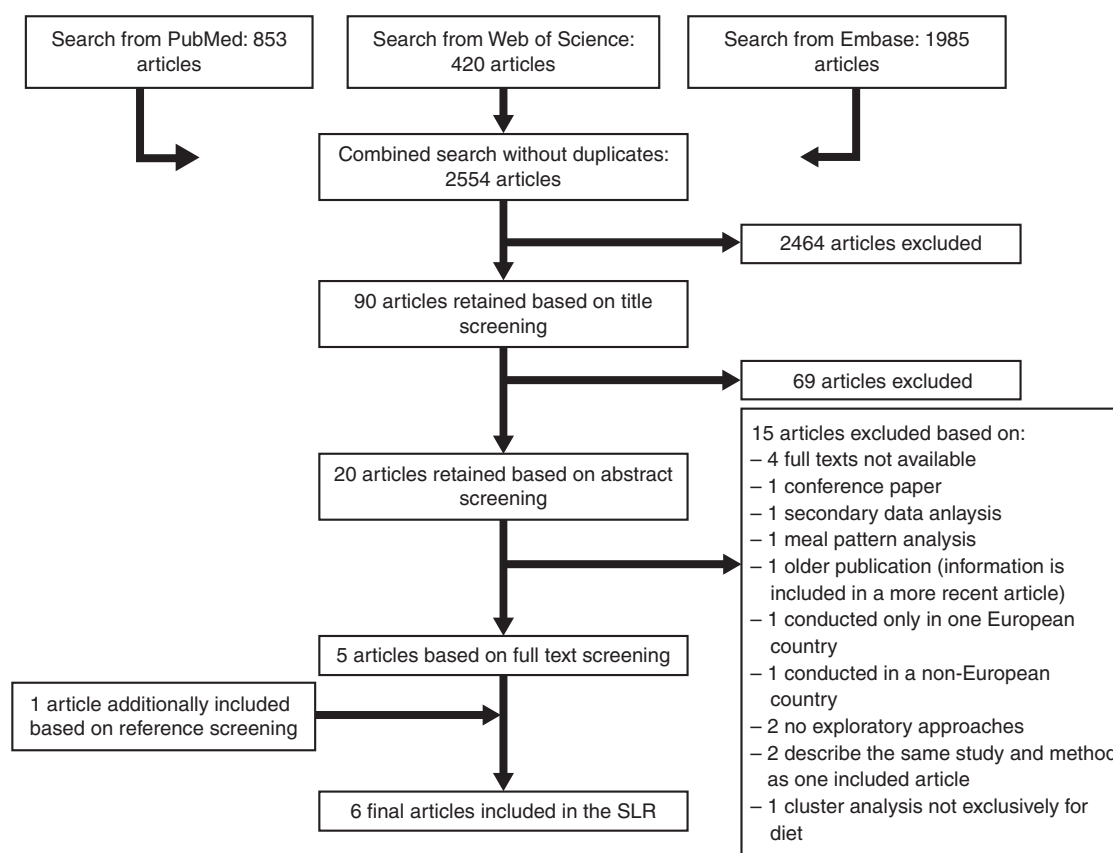 Search from PubMed: 853
articles
Search from Web of Science:
420 articles
Search from Embase: 1985
articles
Combined search without duplicates:
2554 articles
2464 articles excluded
90 articles retained based on title
screening
69 articles excluded
20 articles retained based on abstract
screening
15 articles excluded based on:
– 4 full texts not available
– 1 conference paper
– 1 secondary data anlaysis
– 1 meal pattern analysis
– 1 older publication (information is
included in a more recent article)
– 1 conducted only in one European
country
– 1 conducted in a non-European
country
– 2 no exploratory approaches
– 2 describe the same study and method
as one included article
– 1 cluster analysis not exclusively for
diet
5 articles based on full text screening
1 article additionally included
based on reference screening
6 final articles included in the SLR